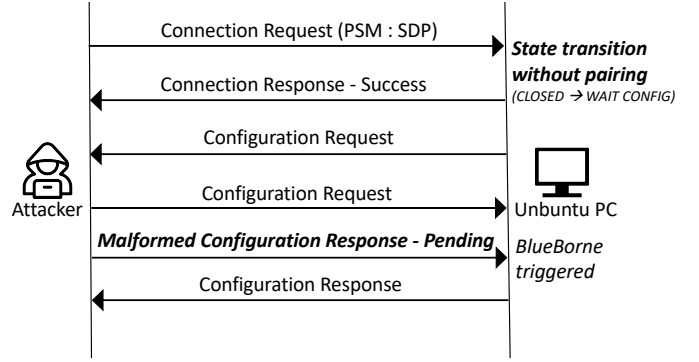 Connection Request (PSM : SDP)
State transition
without pairing
(CLOSED → WAIT CONFIG)
Connection Response - Success
Configuration Request
Configuration Request
Attacker
Unbuntu PC
Malformed Configuration Response - Pending
BlueBorne
triggered
Configuration Response